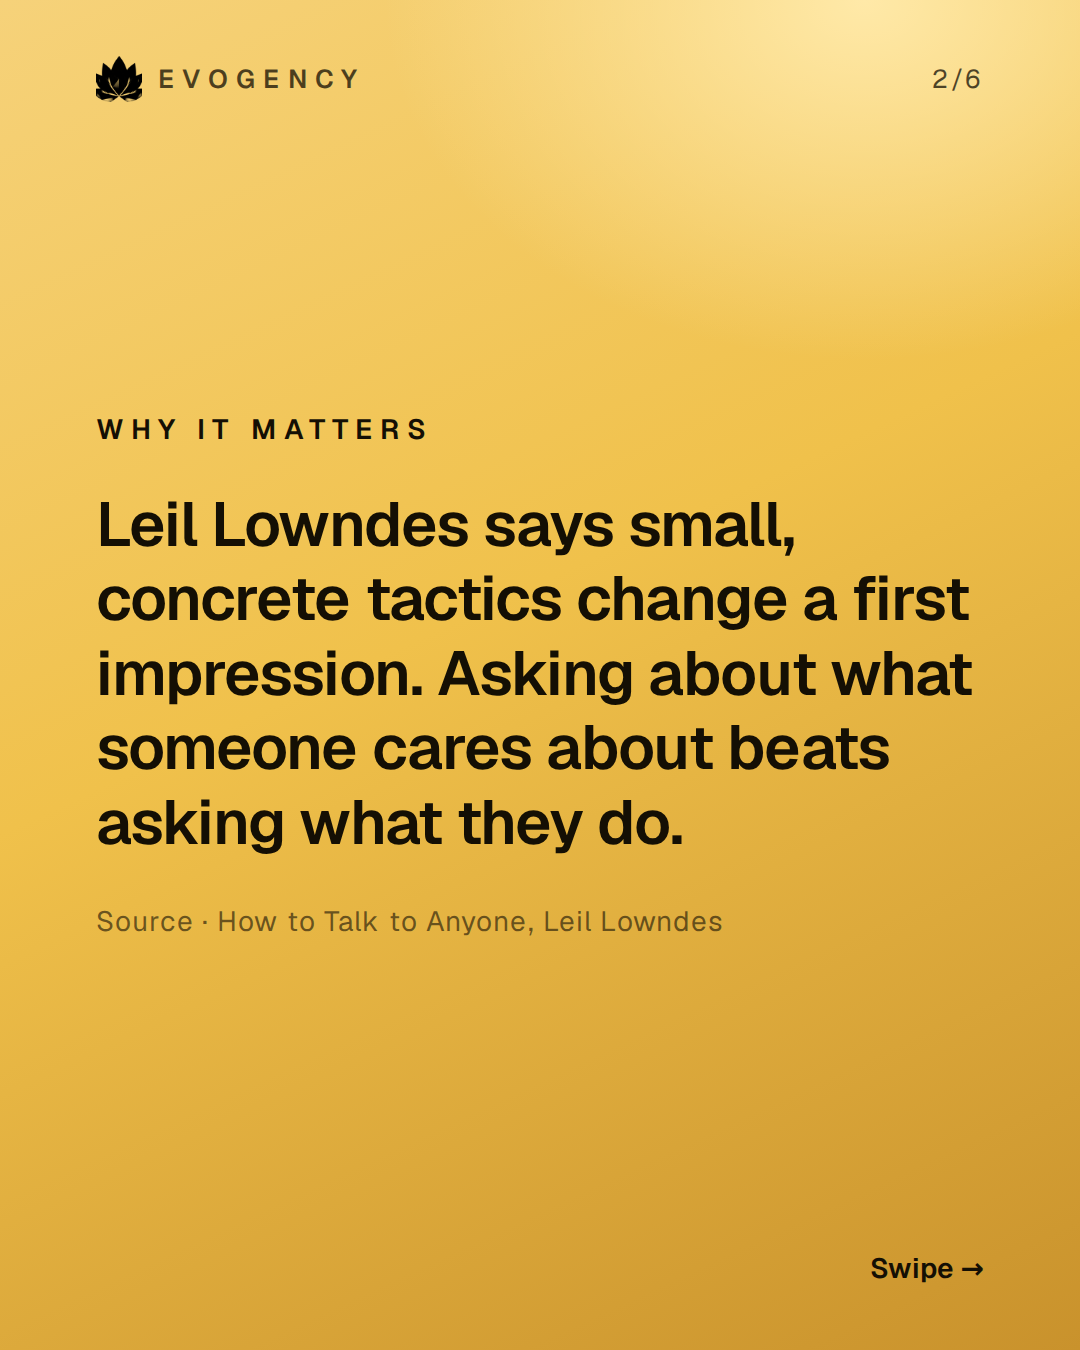 EVOGENCY
2/6
WHY IT MATTERS
Leil Lowndes says small,
concrete tactics change a first
impression. Asking about what
someone cares about beats
asking what they do.
Source · How to Talk to Anyone, Leil Lowndes
Swipe →